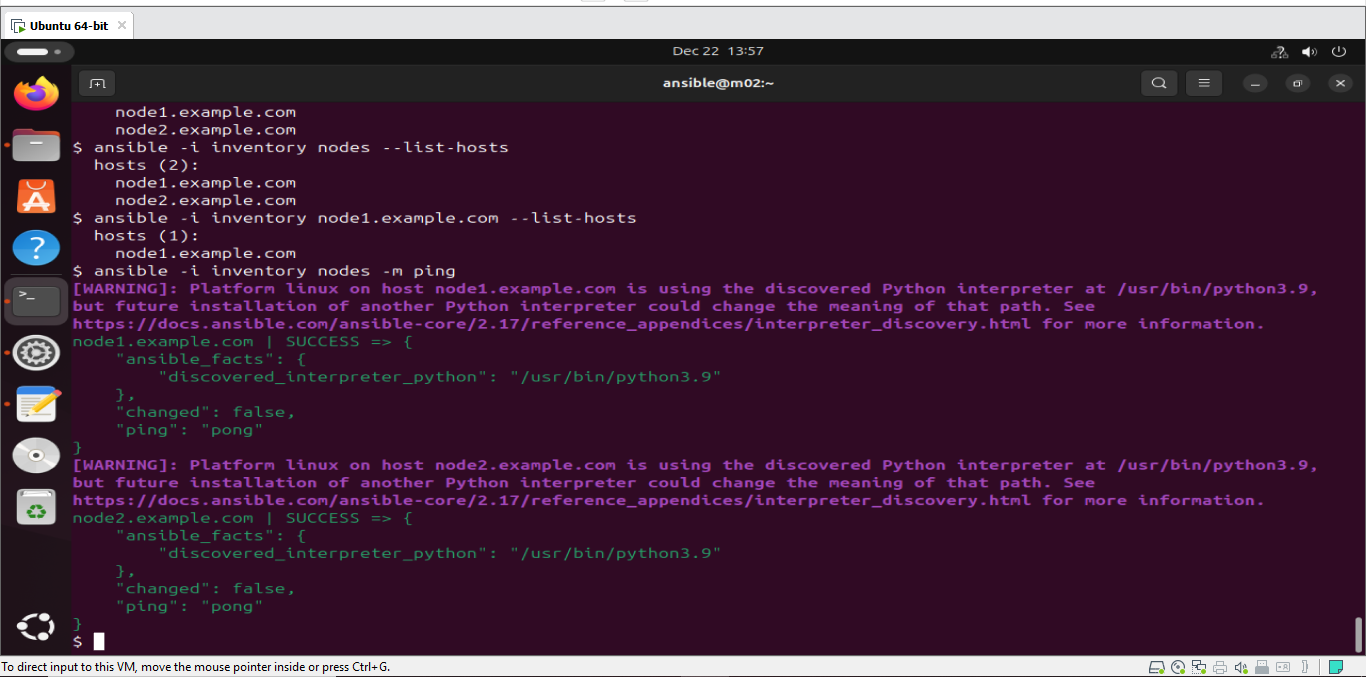 Ubuntu 64-bit
Dec 22 13:57
ansible@m02:~
    node1.example.com
    node2.example.com
$ ansible -i inventory nodes --list-hosts
  hosts (2):
    node1.example.com
    node2.example.com
$ ansible -i inventory node1.example.com --list-hosts
  hosts (1):
    node1.example.com
$ ansible -i inventory nodes -m ping
[WARNING]: Platform linux on host node1.example.com is using the discovered Python interpreter at /usr/bin/python3.9,
but future installation of another Python interpreter could change the meaning of that path. See
https://docs.ansible.com/ansible-core/2.17/reference_appendices/interpreter_discovery.html for more information.
node1.example.com | SUCCESS => {
    "ansible_facts": {
        "discovered_interpreter_python": "/usr/bin/python3.9"
    },
    "changed": false,
    "ping": "pong"
}
[WARNING]: Platform linux on host node2.example.com is using the discovered Python interpreter at /usr/bin/python3.9,
but future installation of another Python interpreter could change the meaning of that path. See
https://docs.ansible.com/ansible-core/2.17/reference_appendices/interpreter_discovery.html for more information.
node2.example.com | SUCCESS => {
    "ansible_facts": {
        "discovered_interpreter_python": "/usr/bin/python3.9"
    },
    "changed": false,
    "ping": "pong"
}
$
To direct input to this VM, move the mouse pointer inside or press Ctrl+G.